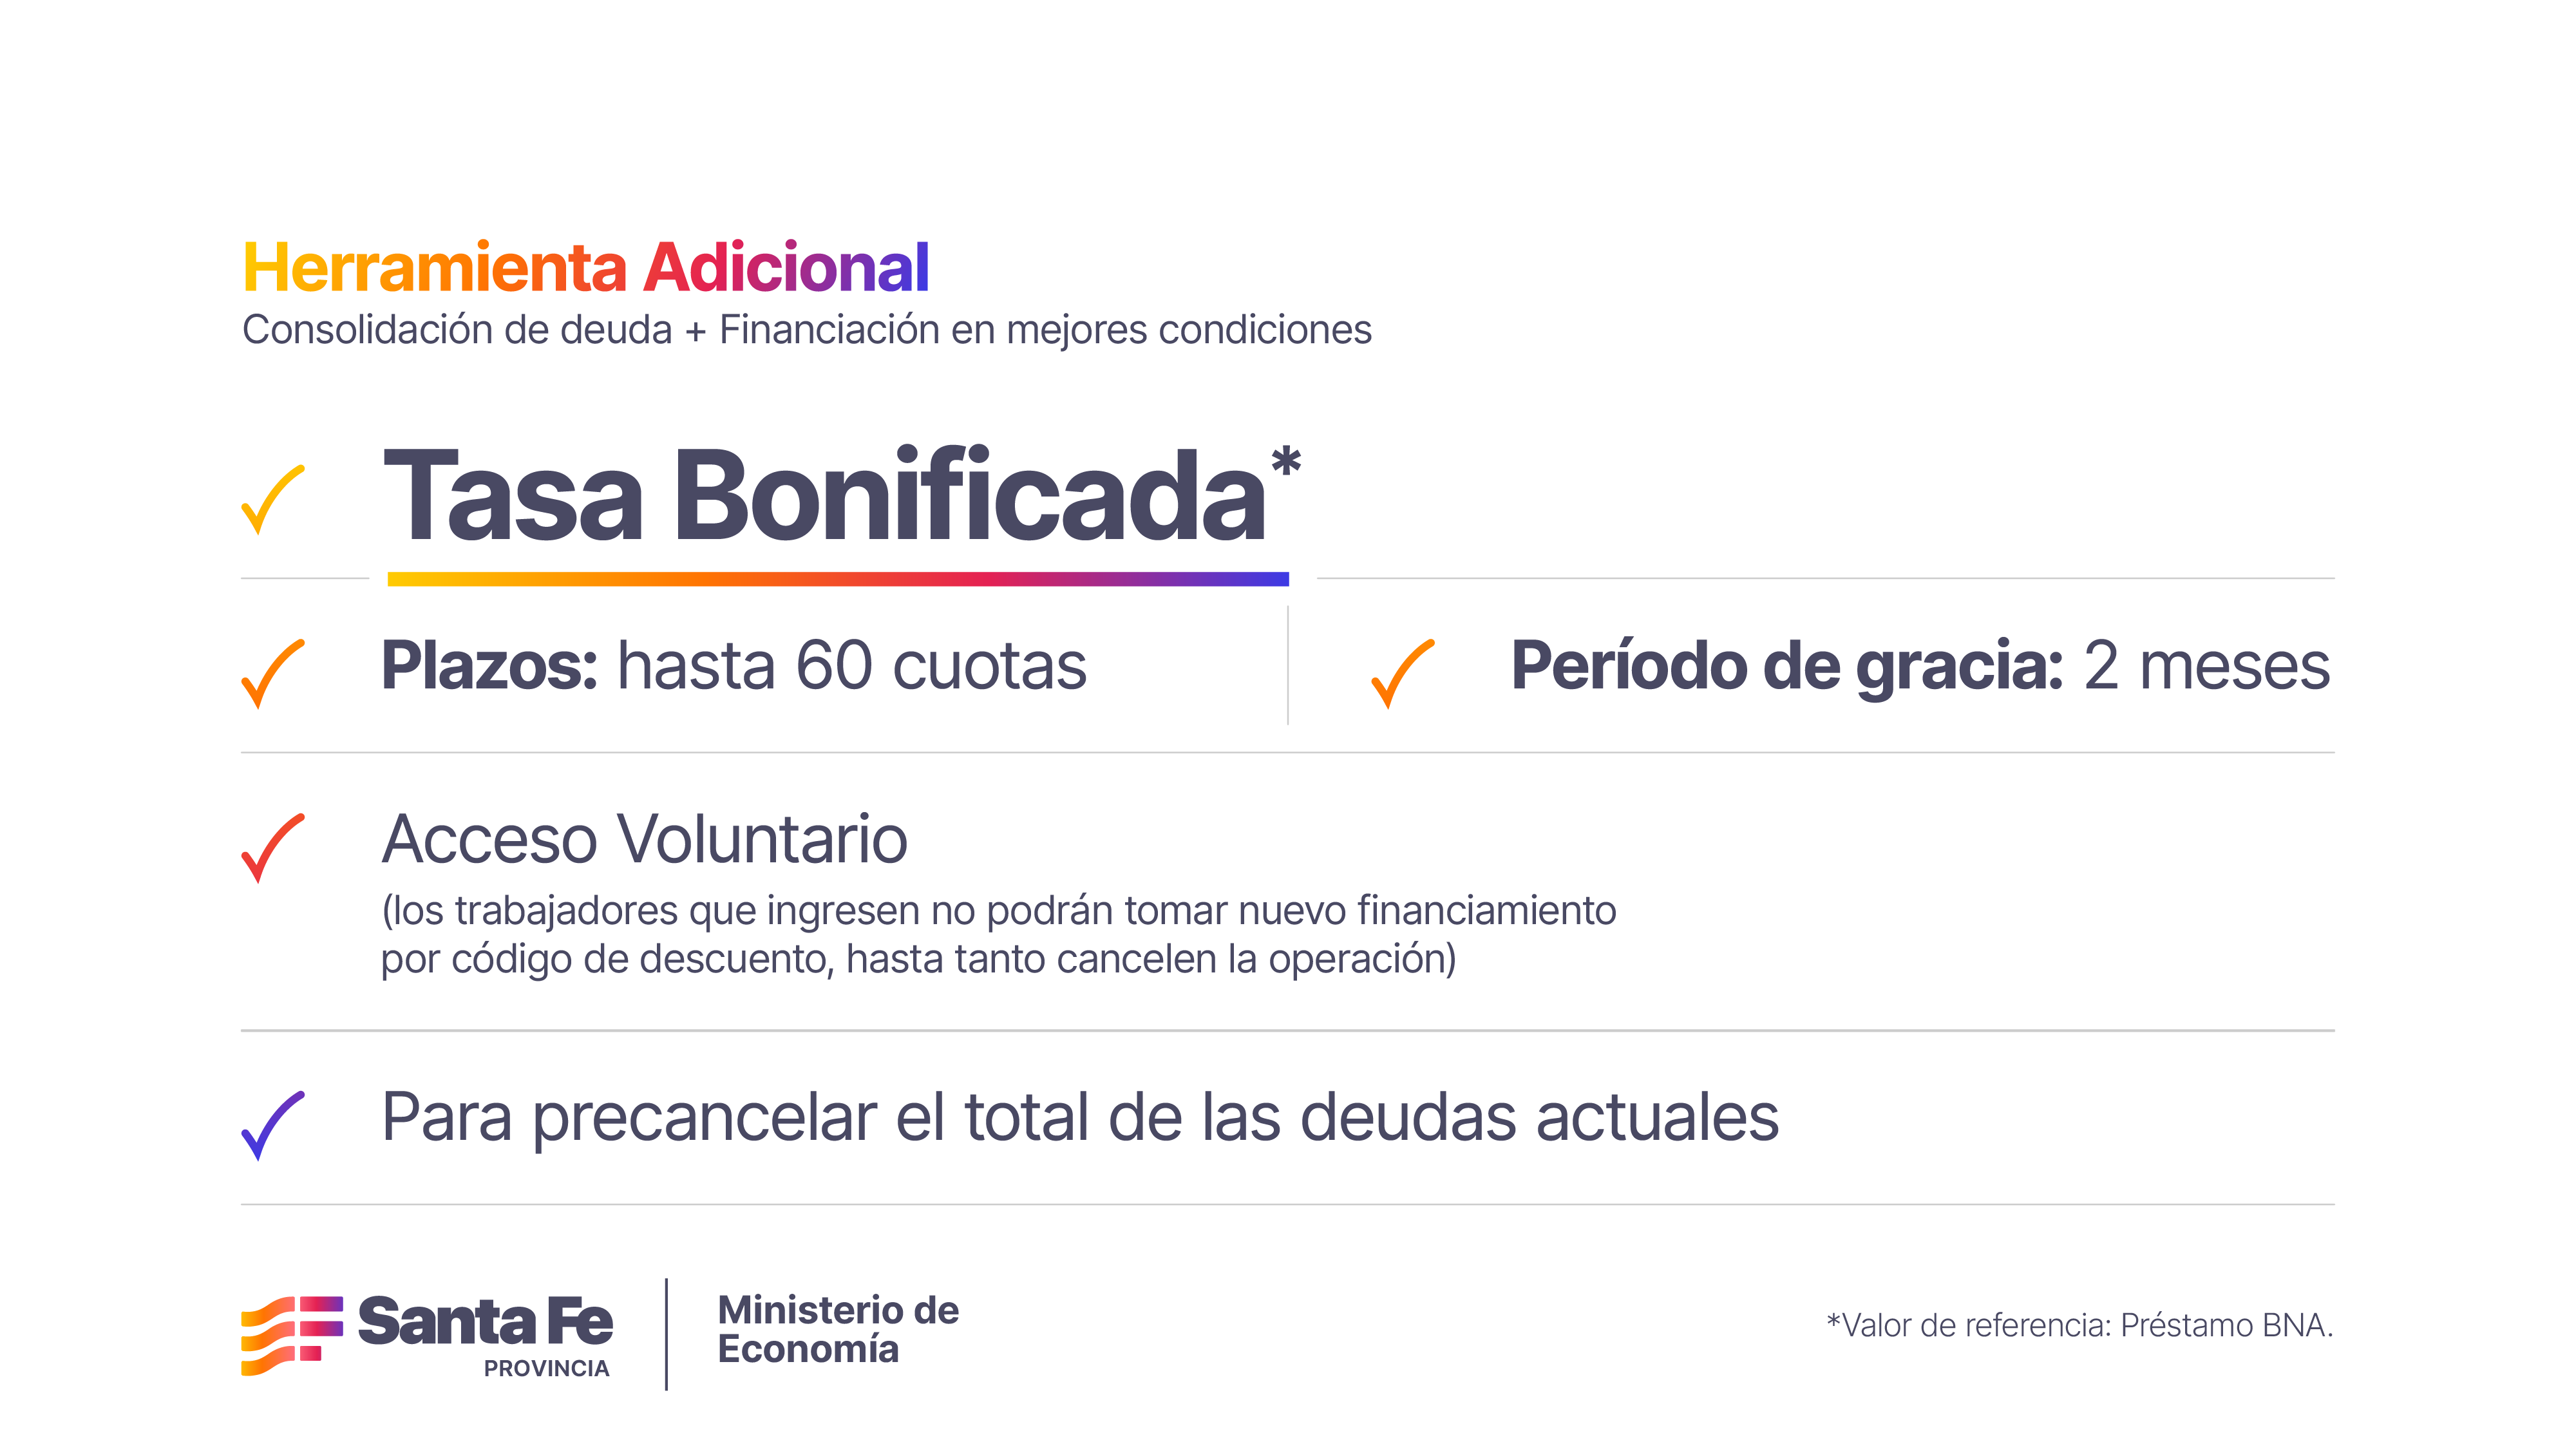 Herramienta Adicional
Consolidación de deuda + Financiación en mejores condiciones
Tasa Bonificada*
Plazos: hasta 60 cuotas
Período de gracia: 2 meses
Acceso Voluntario
(los trabajadores que ingresen no podrán tomar nuevo financiamiento
por código de descuento, hasta tanto cancelen la operación)
Para precancelar el total de las deudas actuales
Santa Fe
PROVINCIA
Ministerio de
Economía
*Valor de referencia: Préstamo BNA.